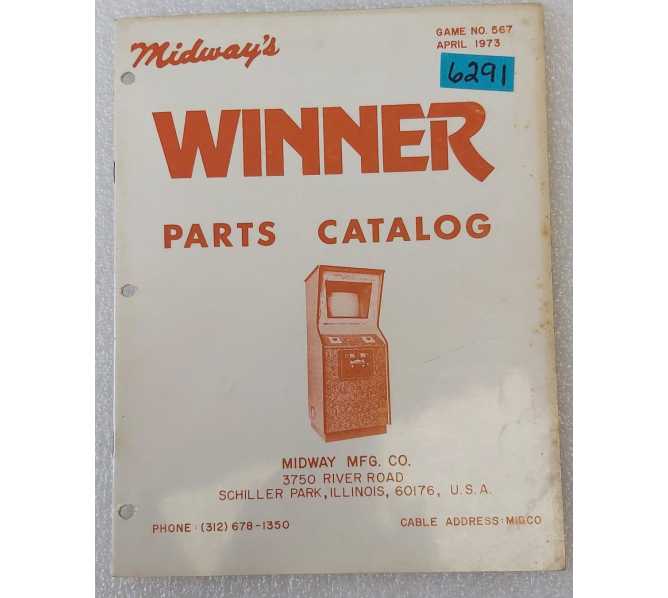 Midway's
GAME NO. 567
APRIL 1973
6291
WINNER
PARTS CATALOG
MIDWAY MFG. CO.
3750 RIVER ROAD
SCHILLER PARK, ILLINOIS, 60176, U.S.A.
PHONE: (312) 678-1350
CABLE ADDRESS: MIDCO